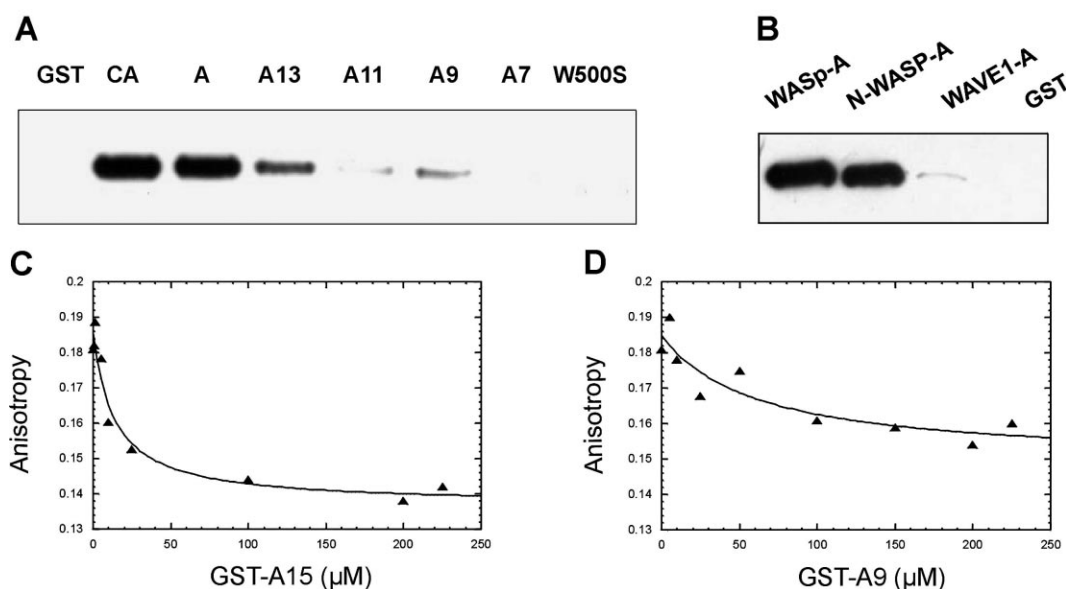 A
GST CA A A13 A11 A9 A7 W500S
B
WASp-A N-WASP-A WAVE1-A GST
C
0.2
0.19
0.18
0.17
0.16
0.15
0.14
0.13
Anisotropy
0 50 100 150 200 250
GST-A15 (µM)
D
0.2
0.19
0.18
0.17
0.16
0.15
0.14
0.13
Anisotropy
0 50 100 150 200 250
GST-A9 (µM)